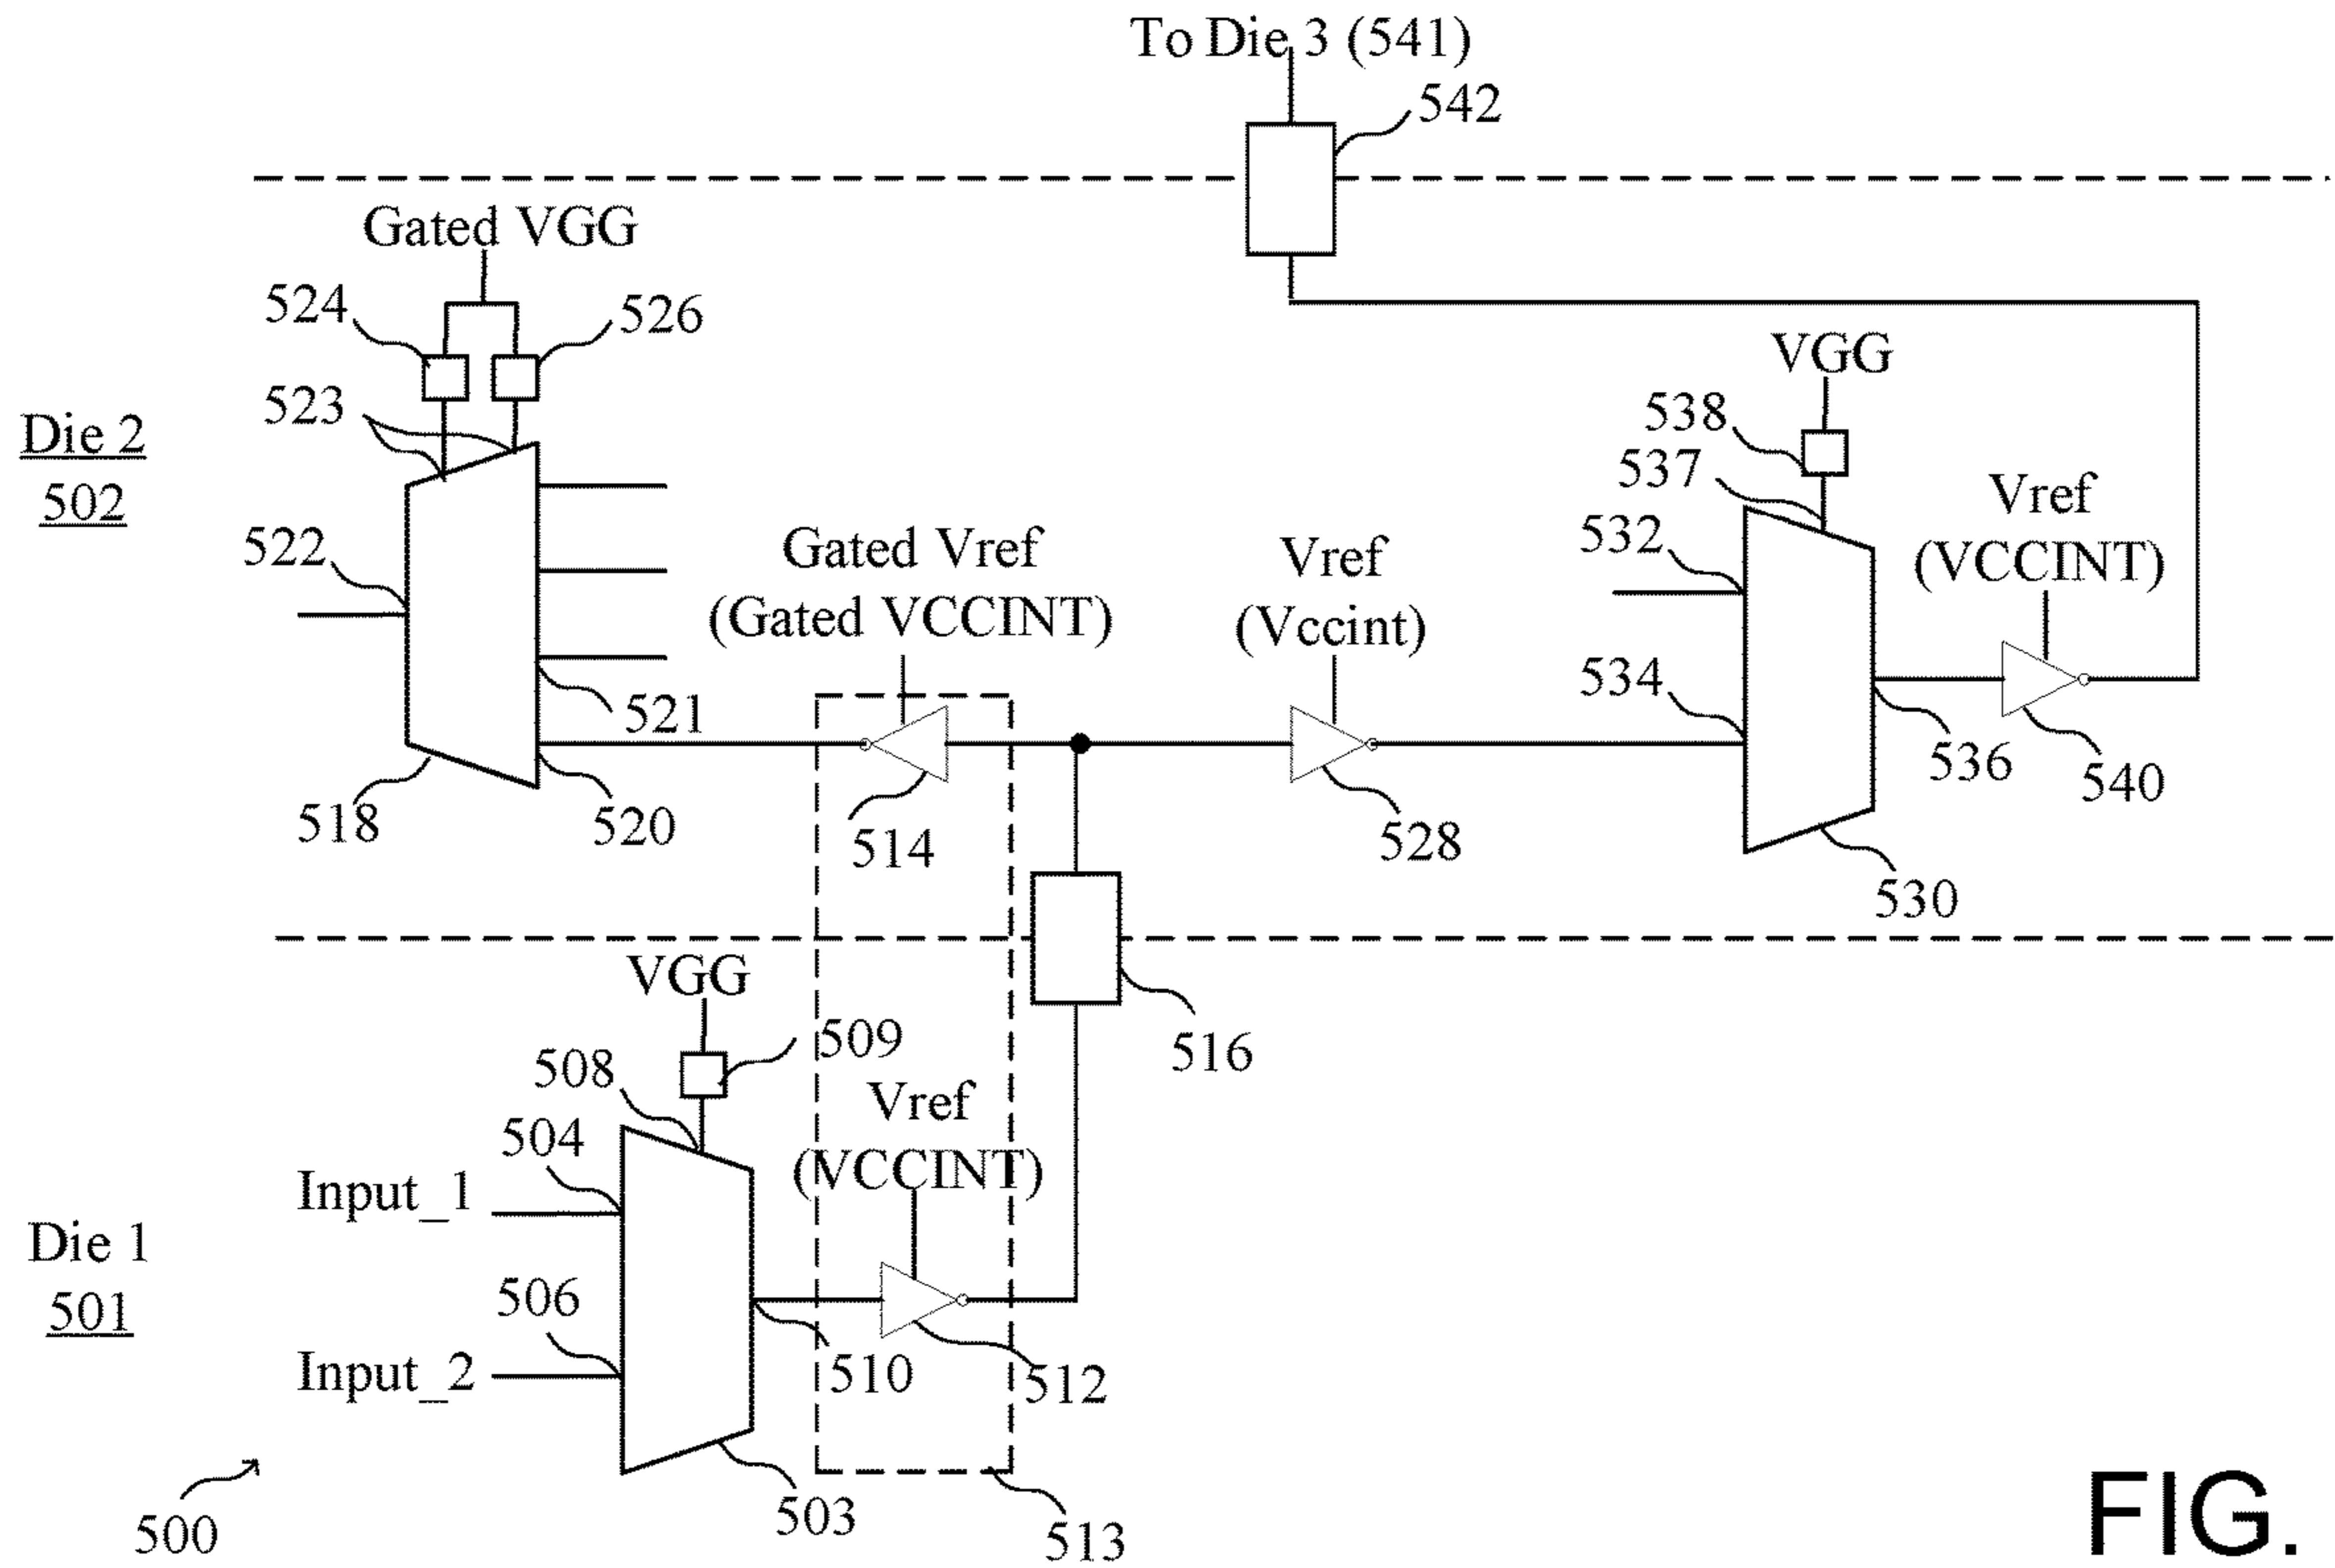 To Die 3 (541)
542
Gated VGG
524
526
523
Die 2
502
522
521
518
520
Gated Vref
(Gated VCCINT)
514
Vref
(Vccint)
528
VGG
538
537
532
534
Vref
(VCCINT)
536
540
530
516
VGG
509
508
504
Input_1
Vref
(VCCINT)
Die 1
501
506
Input_2
510
512
503
513
500
FIG.